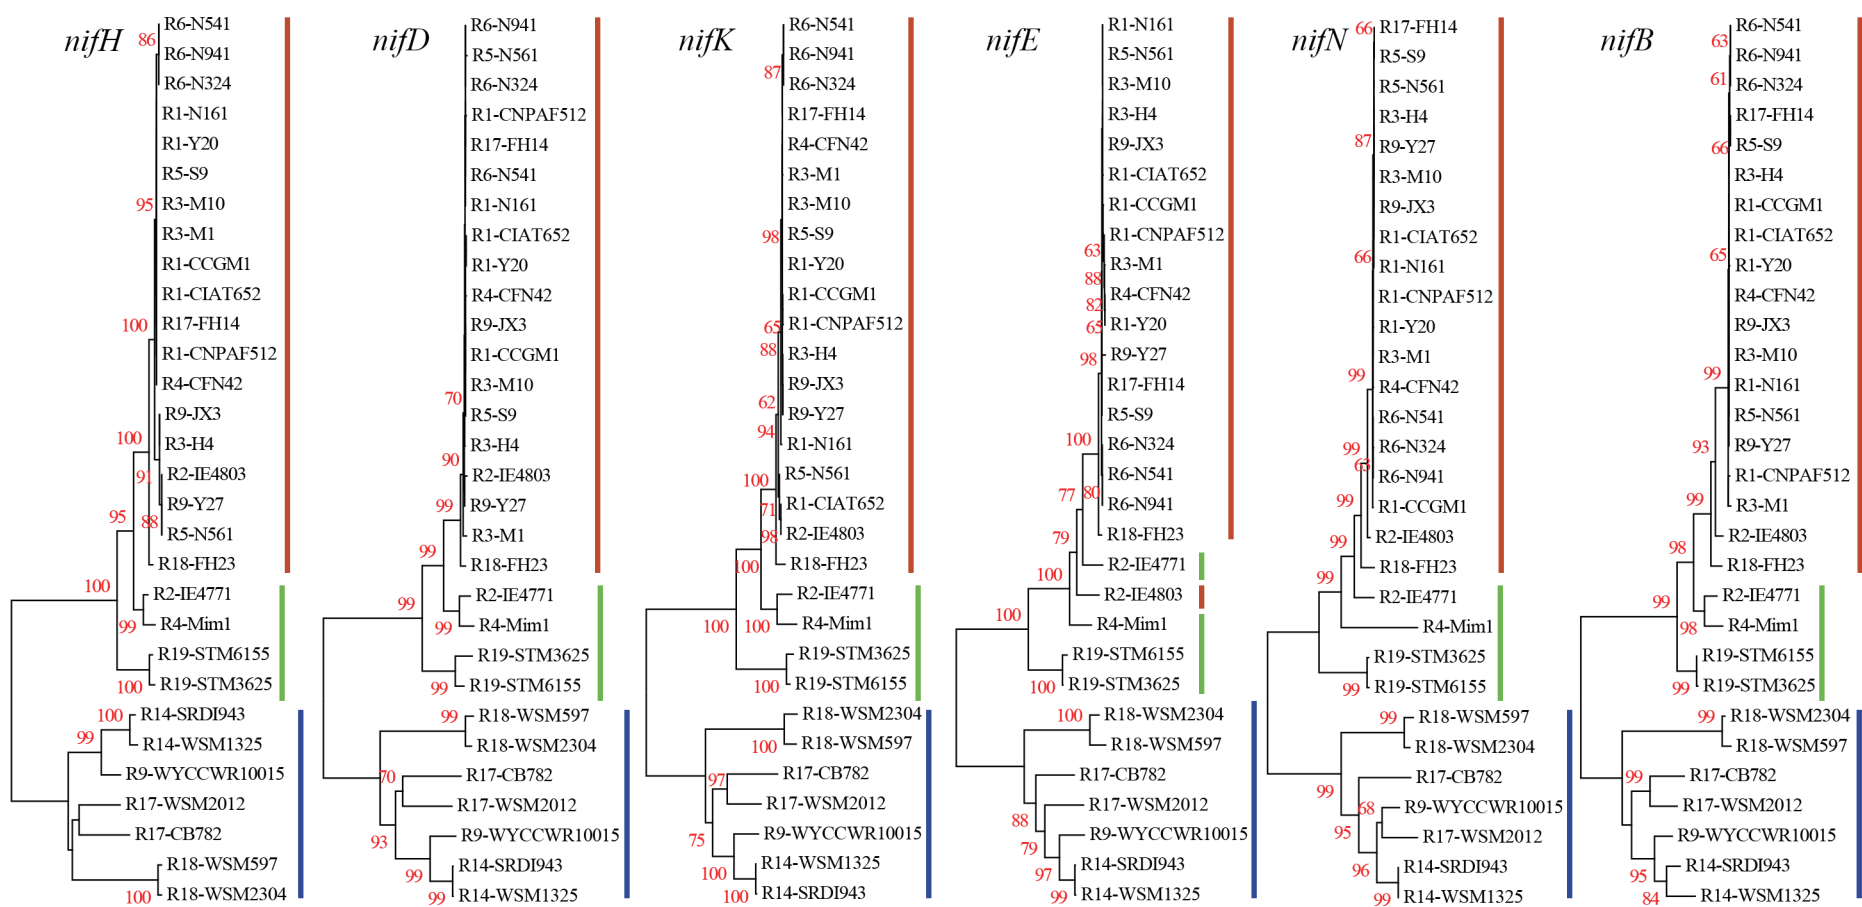 nifH
R6-N541
86
R6-N941
R6-N324
R1-N161
R1-Y20
R5-S9
95
R3-M10
R3-M1
R1-CCGM1
R1-CIAT652
100
R17-FH14
R1-CNPAF512
R4-CFN42
R9-JX3
100
R3-H4
91
R2-IE4803
R9-Y27
95
88
R5-N561
R18-FH23
100
R2-IE4771
99
R4-Mim1
R19-STM6155
100
R19-STM3625
100
R14-SRDI943
99
R14-WSM1325
R9-WYCCWR10015
R17-WSM2012
R17-CB782
R18-WSM597
100
R18-WSM2304
nifD
R6-N941
R5-N561
R6-N324
R1-CNPAF512
R17-FH14
R6-N541
R1-N161
R1-CIAT652
R1-Y20
R4-CFN42
R9-JX3
R1-CCGM1
R3-M10
70
R5-S9
R3-H4
90
R2-IE4803
99
R9-Y27
R3-M1
99
R18-FH23
R2-IE4771
99
99
R4-Mim1
R19-STM3625
99
R19-STM6155
99
R18-WSM597
R18-WSM2304
70
R17-CB782
R17-WSM2012
93
R9-WYCCWR10015
99
R14-SRDI943
99
R14-WSM1325
nifK
R6-N541
R6-N941
87
R6-N324
R17-FH14
R4-CFN42
R3-M1
R3-M10
98
R5-S9
R1-Y20
R1-CCGM1
65
R1-CNPAF512
88
R3-H4
R9-JX3
62
R9-Y27
94
R1-N161
100
R5-N561
71
R1-CIAT652
98
R2-IE4803
100
R18-FH23
R2-IE4771
100
100
R4-Mim1
R19-STM3625
100
R19-STM6155
R18-WSM2304
100
R18-WSM597
97
R17-CB782
R17-WSM2012
75
R9-WYCCWR10015
100
R14-WSM1325
100
R14-SRDI943
nifE
R1-N161
R5-N561
R3-M10
R3-H4
R9-JX3
R1-CIAT652
R1-CCGM1
R1-CNPAF512
63
R3-M1
88
R4-CFN42
82
65
R1-Y20
98
R9-Y27
R17-FH14
R5-S9
100
R6-N324
R6-N541
77
80
R6-N941
79
R18-FH23
R2-IE4771
100
R2-IE4803
100
R4-Mim1
R19-STM6155
100
R19-STM3625
100
R18-WSM2304
R18-WSM597
R17-CB782
R17-WSM2012
88
R9-WYCCWR10015
79
R14-SRDI943
97
99
R14-WSM1325
nifN
66
R17-FH14
R5-S9
R5-N561
R3-H4
87
R9-Y27
R3-M10
R9-JX3
R1-CIAT652
66
R1-N161
R1-CNPAF512
R1-Y20
R3-M1
99
R4-CFN42
R6-N541
99
R6-N324
63
R6-N941
99
R1-CCGM1
99
R2-IE4803
R18-FH23
99
R2-IE4771
R4-Mim1
R19-STM3625
99
R19-STM6155
99
R18-WSM597
R18-WSM2304
R17-CB782
99
68
R9-WYCCWR10015
95
R17-WSM2012
96
R14-SRDI943
99
R14-WSM1325
nifB
R6-N541
63
R6-N941
61
R6-N324
R17-FH14
66
R5-S9
R3-H4
R1-CCGM1
R1-CIAT652
65
R1-Y20
R4-CFN42
R9-JX3
R3-M10
99
R1-N161
R5-N561
93
R9-Y27
R1-CNPAF512
99
R3-M1
R2-IE4803
98
R18-FH23
R2-IE4771
99
98
R4-Mim1
R19-STM6155
99
R19-STM3625
99
R18-WSM2304
R18-WSM597
99
R17-CB782
R17-WSM2012
R9-WYCCWR10015
95
R14-SRDI943
84
R14-WSM1325